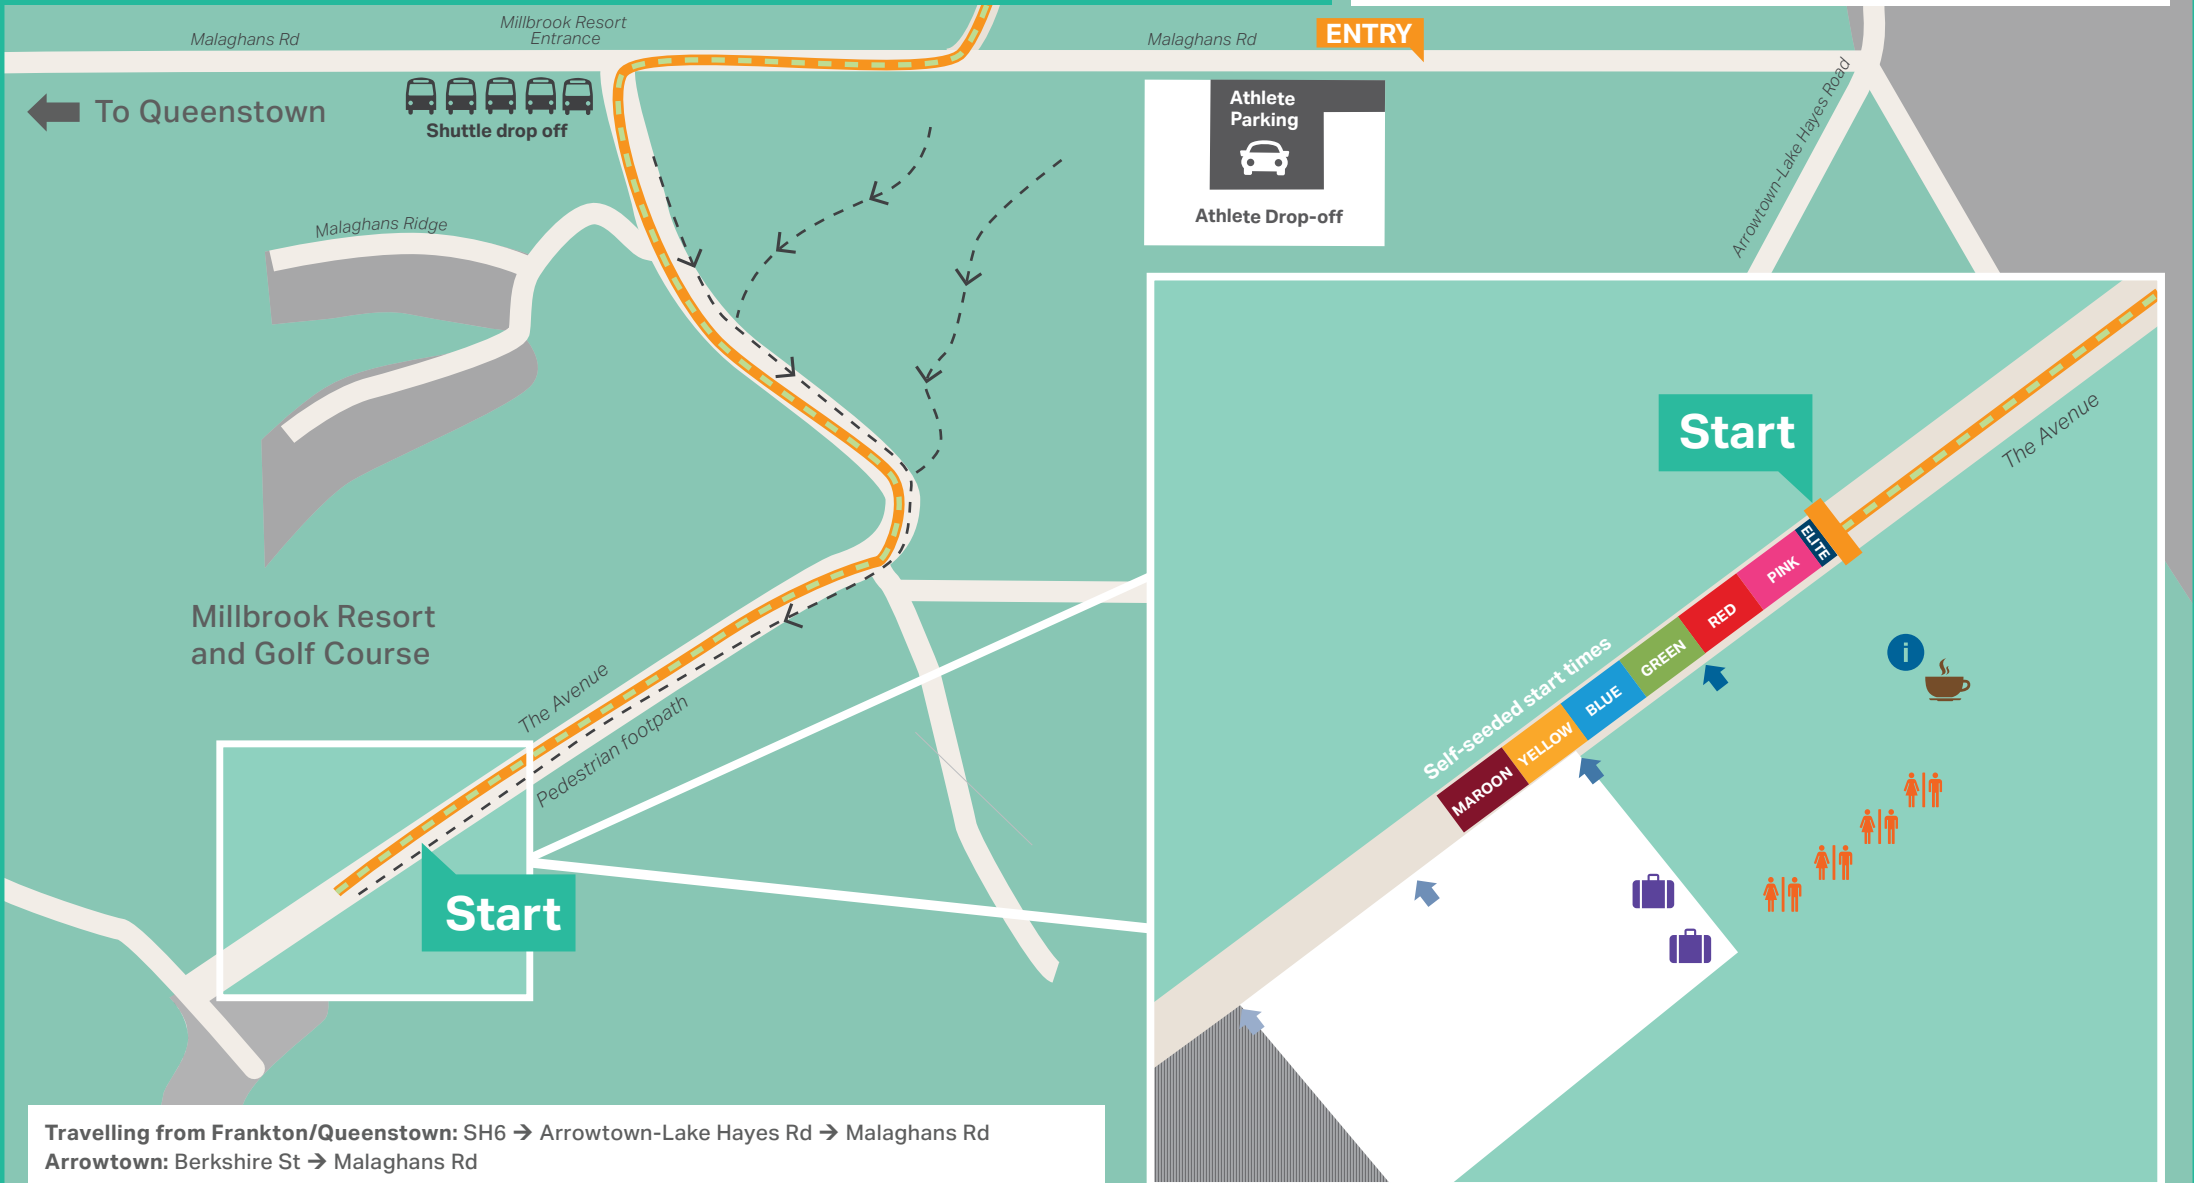 Millbrook Resort
Entrance
Malaghans Rd
Malaghans Rd
ENTRY
To Queenstown
Shuttle drop off
Athlete
Parking
Athlete Drop-off
Arrowtown-Lake Hayes Road
Malaghans Ridge
Millbrook Resort
and Golf Course
The Avenue
Pedestrian footpath
Start
Start
The Avenue
ELITE
PINK
RED
GREEN
BLUE
YELLOW
MAROON
Self-seeded start times
i
Travelling from Frankton/Queenstown: SH6 → Arrowtown-Lake Hayes Rd → Malaghans Rd
Arrowtown: Berkshire St → Malaghans Rd